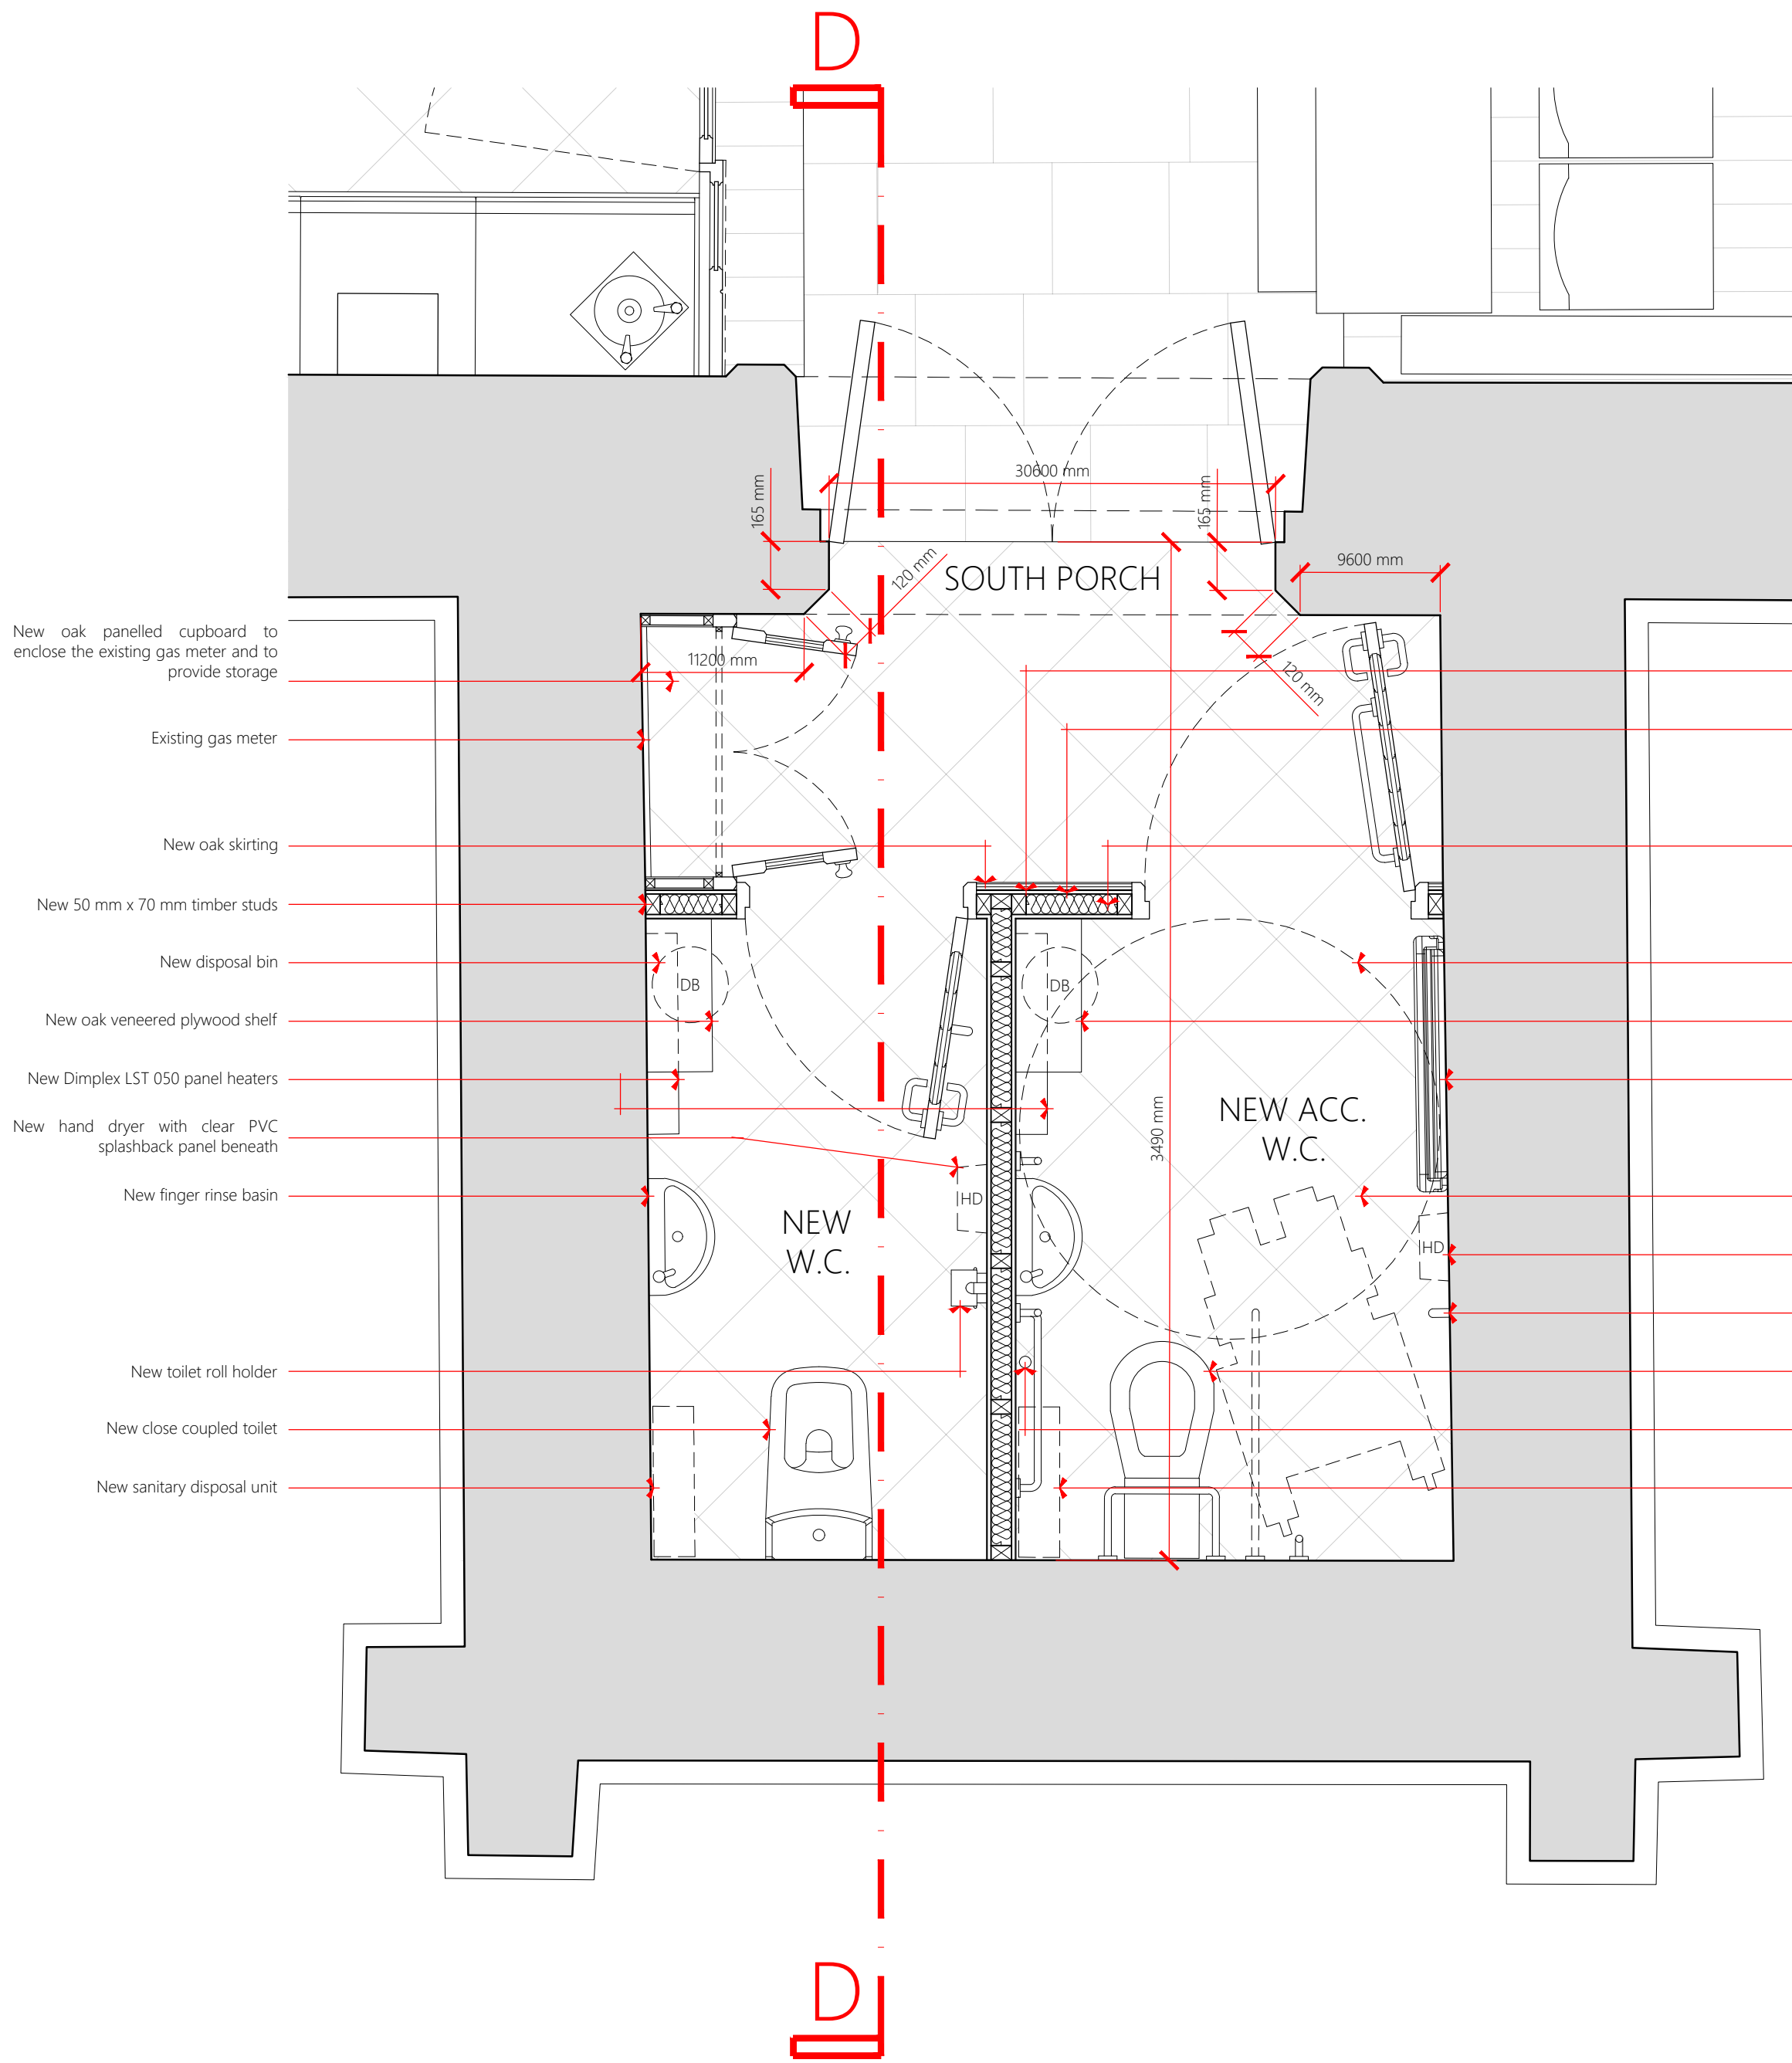 D
30600 mm
165 mm
165 mm
120 mm
SOUTH PORCH
9600 mm
New oak panelled cupboard to
enclose the existing gas meter and to
provide storage
11200 mm
120 mm
Existing gas meter
New oak skirting
New 50 mm x 70 mm timber studs
New disposal bin
DB
DB
New oak veneered plywood shelf
New Dimplex LST 050 panel heaters
3490 mm
NEW ACC.
W.C.
New hand dryer with clear PVC
splashback panel beneath
New finger rinse basin
HD
NEW
W.C.
HD
New toilet roll holder
New close coupled toilet
New sanitary disposal unit
D